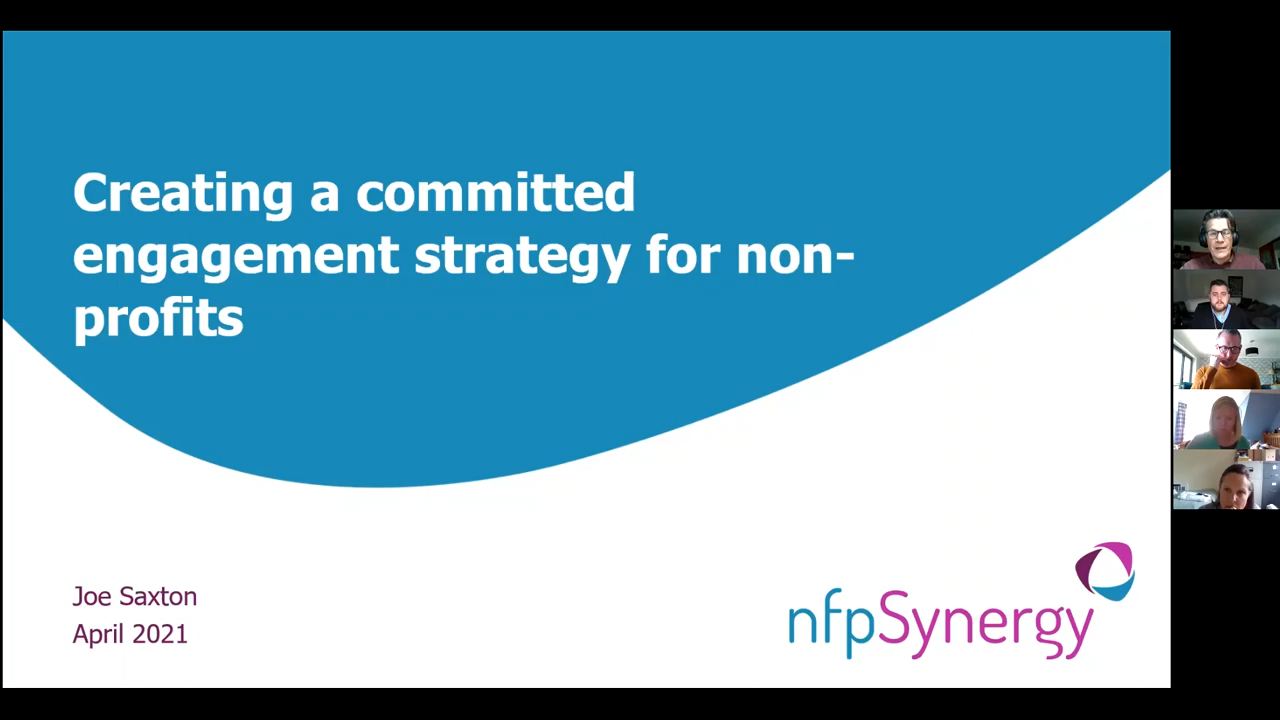 Creating a committed
engagement strategy for non-
profits
Joe Saxton
April 2021
nfpSynergy